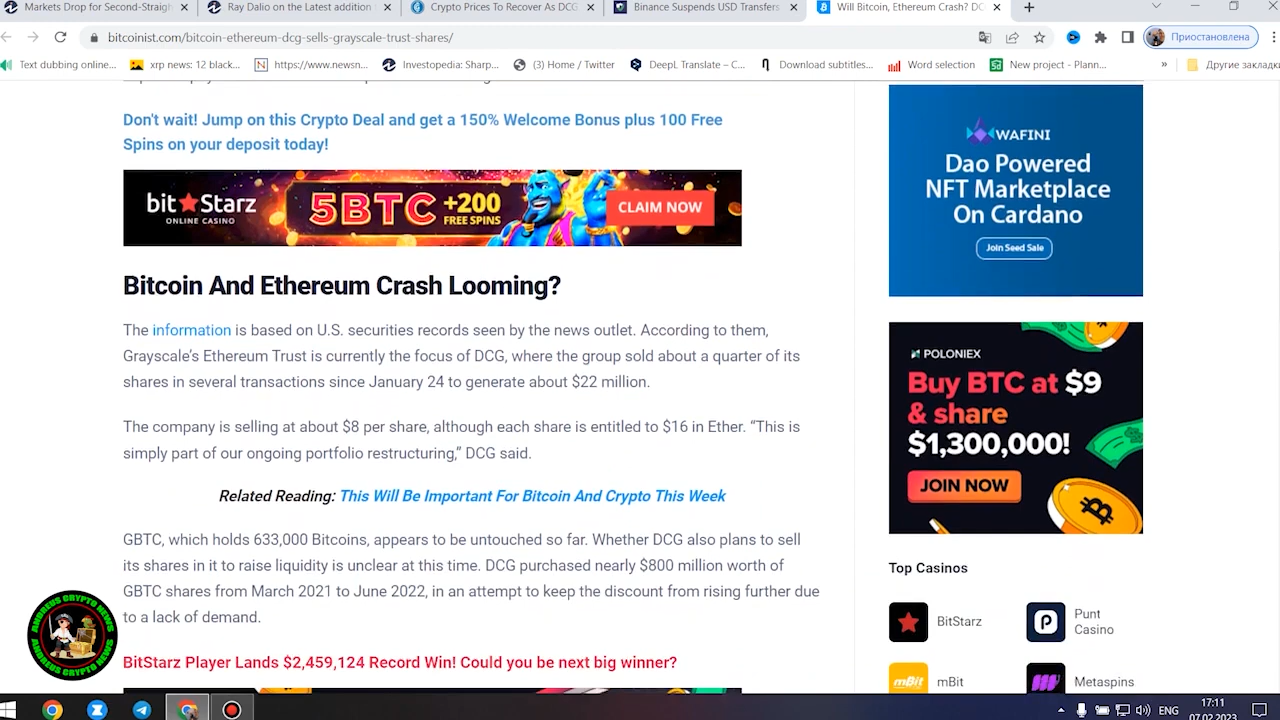 Markets Drop for Second-Straigh
Ray Dalio on the Latest addition
Crypto Prices To Recover As DCG
Binance Suspends USD Transfers
Will Bitcoin, Ethereum Crash? DC
bitcoinist.com/bitcoin-ethereum-dcg-sells-grayscale-trust-shares/
Приостановлена
Text dubbing online...
xrp news: 12 black...
https://www.newsn...
Investopedia: Sharp...
(3) Home / Twitter
DeepL Translate – C...
Download subtitles...
Word selection
New project - Plann...
Другие закладки
Don't wait! Jump on this Crypto Deal and get a 150% Welcome Bonus plus 100 Free
Spins on your deposit today!
bitStarz
ONLINE CASINO
5BTC +200
FREE SPINS
CLAIM NOW
Bitcoin And Ethereum Crash Looming?
The information is based on U.S. securities records seen by the news outlet. According to them,
Grayscale's Ethereum Trust is currently the focus of DCG, where the group sold about a quarter of its
shares in several transactions since January 24 to generate about $22 million.
The company is selling at about $8 per share, although each share is entitled to $16 in Ether. “This is
simply part of our ongoing portfolio restructuring,” DCG said.
Related Reading: This Will Be Important For Bitcoin And Crypto This Week
GBTC, which holds 633,000 Bitcoins, appears to be untouched so far. Whether DCG also plans to sell
its shares in it to raise liquidity is unclear at this time. DCG purchased nearly $800 million worth of
GBTC shares from March 2021 to June 2022, in an attempt to keep the discount from rising further due
to a lack of demand.
BitStarz Player Lands $2,459,124 Record Win! Could you be next big winner?
WAFINI
Dao Powered
NFT Marketplace
On Cardano
Join Seed Sale
POLONIEX
Buy BTC at $9
& share
$1,300,000!
JOIN NOW
Top Casinos
BitStarz
Punt
Casino
mBit
mBit
Metaspins
ANDREUS CRYPTO NEWS
ANDREUS CRYPTO NEWS
ENG
17:11
07.02.2023